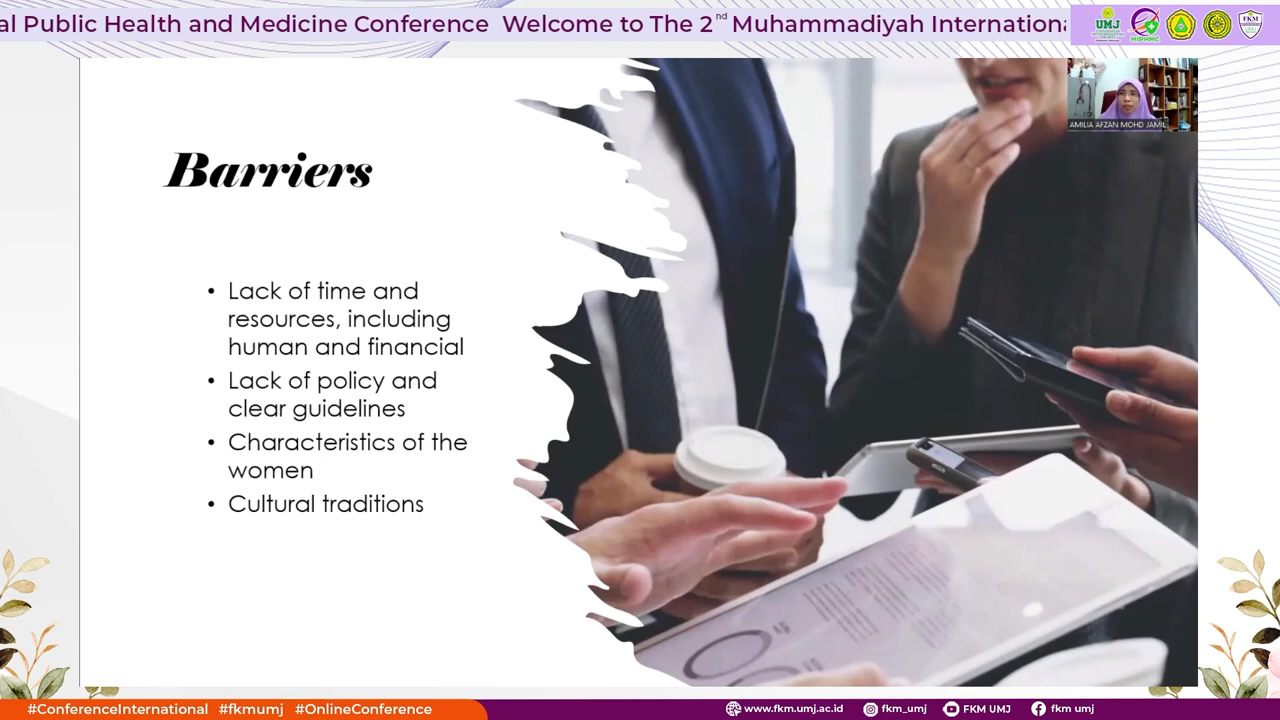 al Public Health and Medicine Conference Welcome to The 2nd Muhammadiyah Internationa
UMJ
MIPHMC
FKM
AMILIA AFZAN MOHD JAMIL
Barriers
• Lack of time and
resources, including
human and financial
• Lack of policy and
clear guidelines
• Characteristics of the
women
• Cultural traditions
#ConferenceInternational #fkmumj #OnlineConference
www.fkm.umj.ac.id fkm_umj FKM UMJ fkm umj